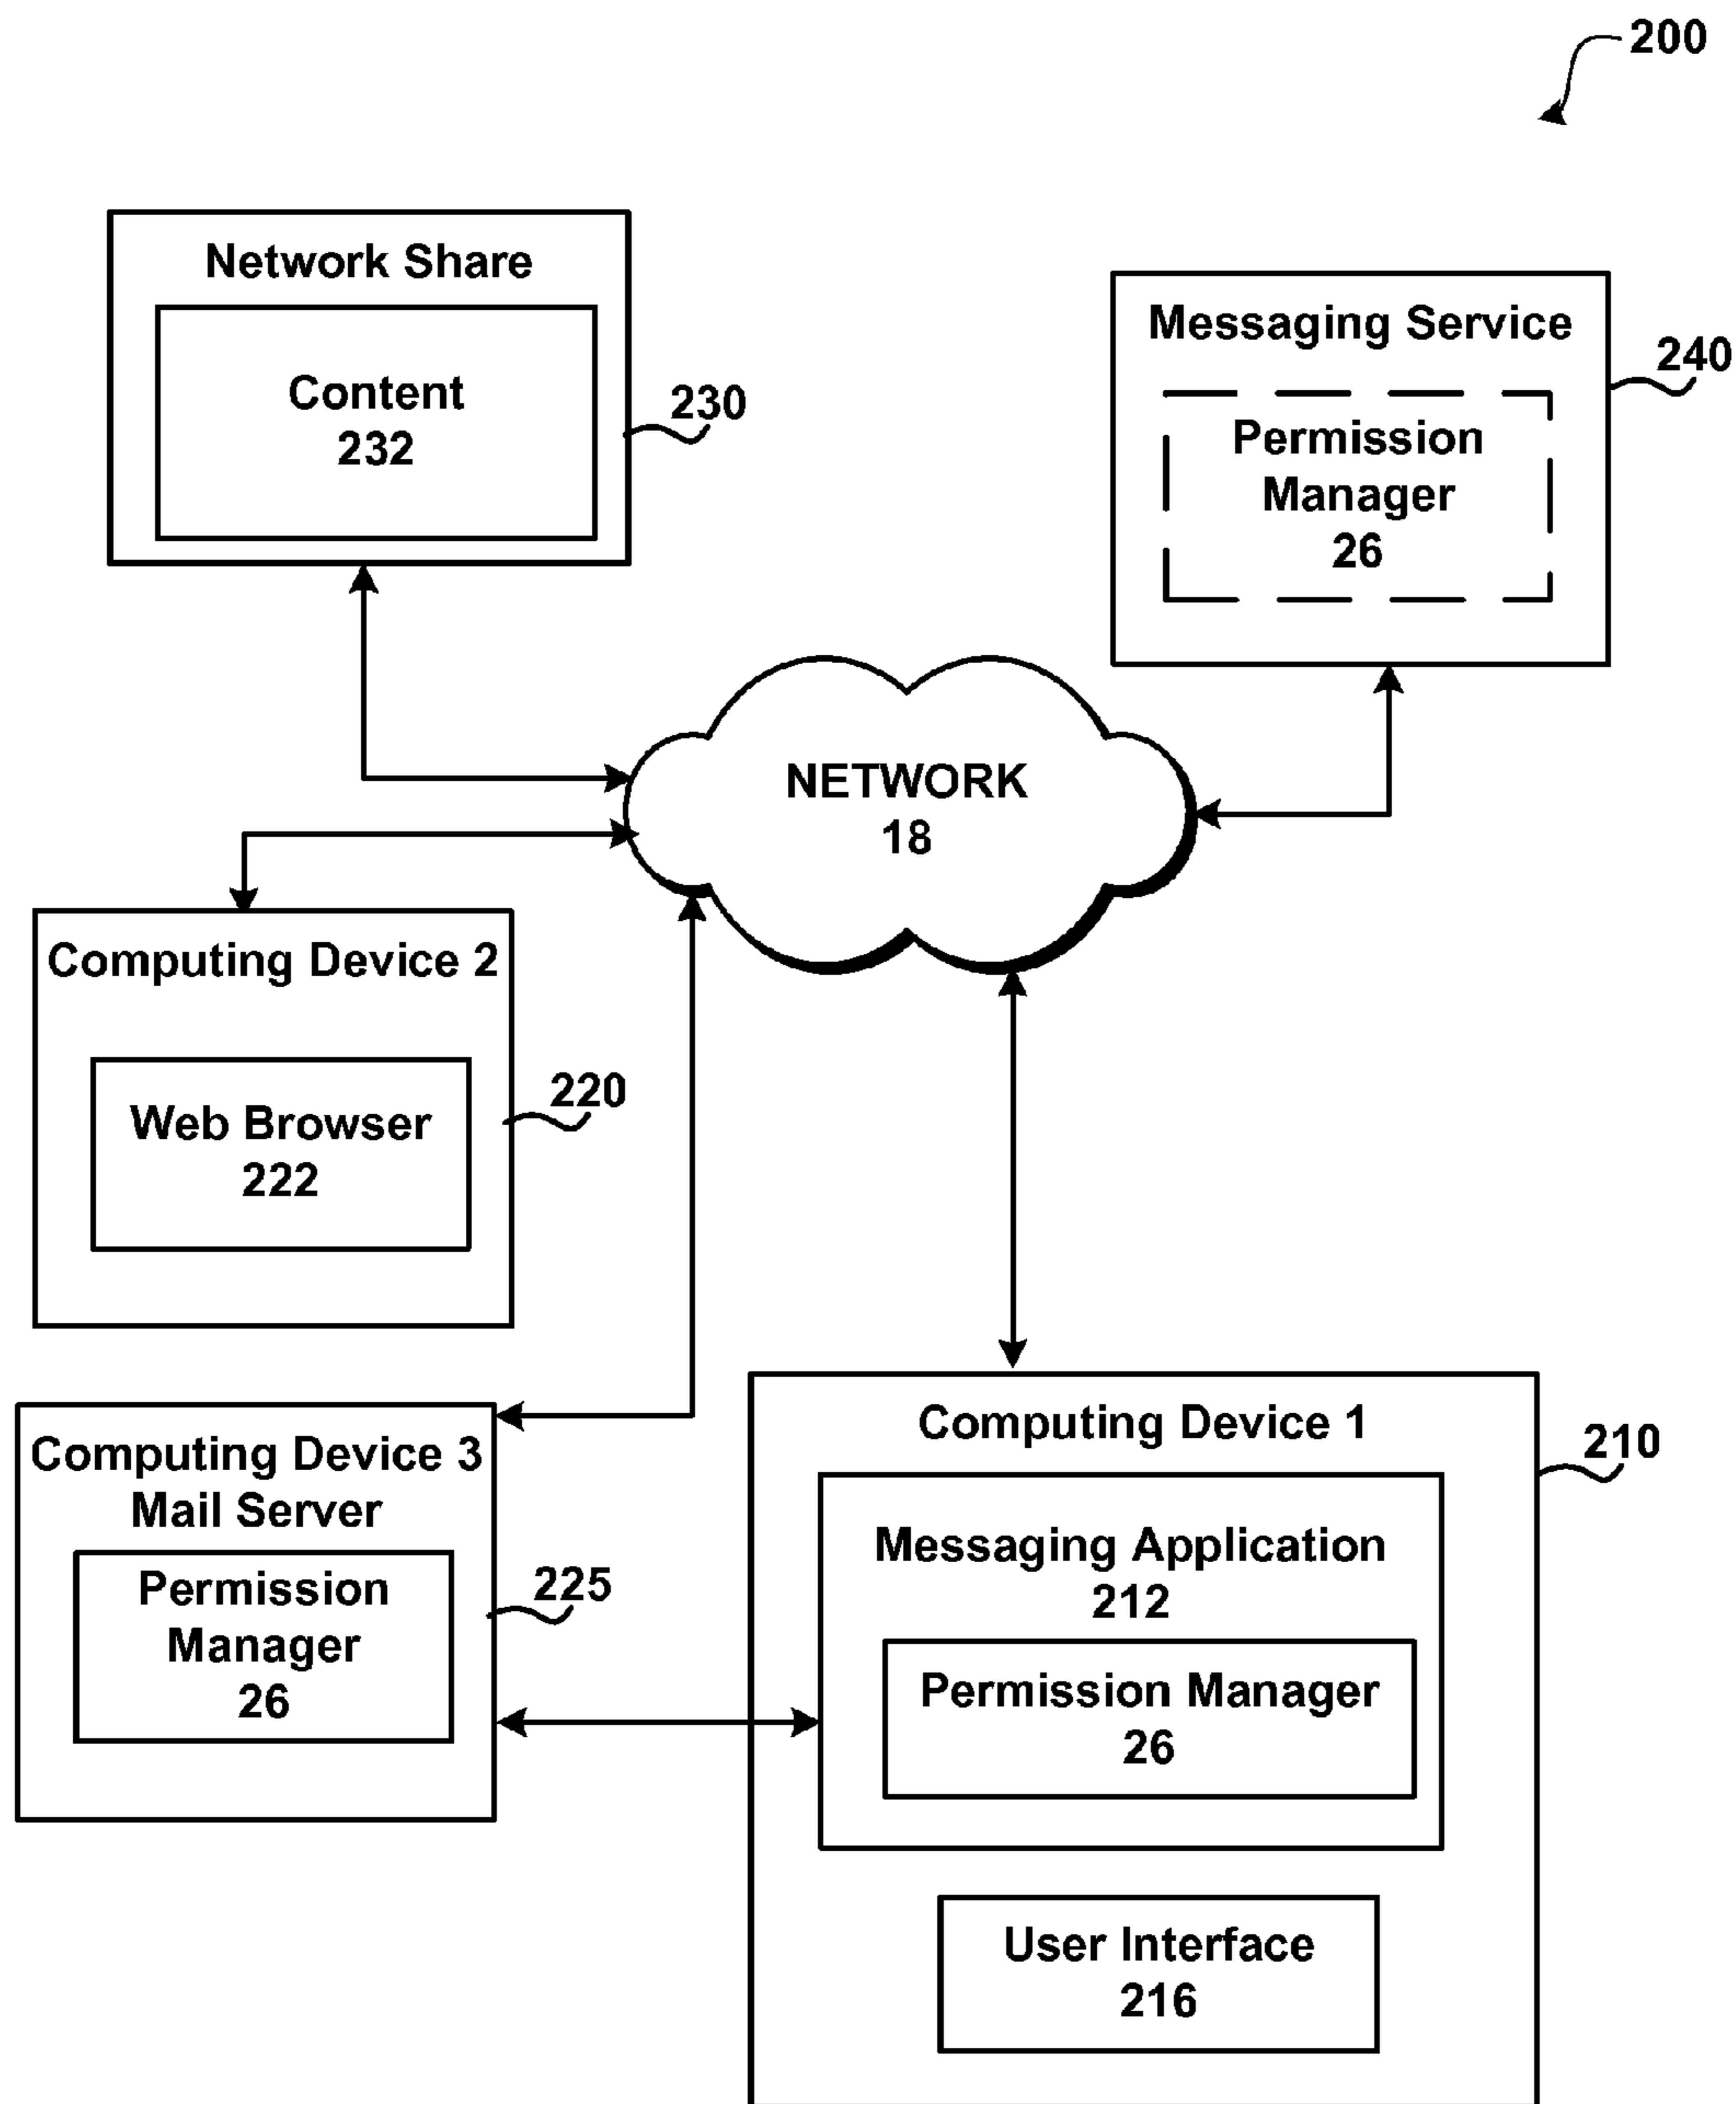 200
Network Share
Content
232
230
Messaging Service
240
Permission
Manager
26
NETWORK
18
Computing Device 2
Web Browser
222
220
Computing Device 3
Mail Server
Permission
Manager
26
225
Computing Device 1
210
Messaging Application
212
Permission Manager
26
User Interface
216